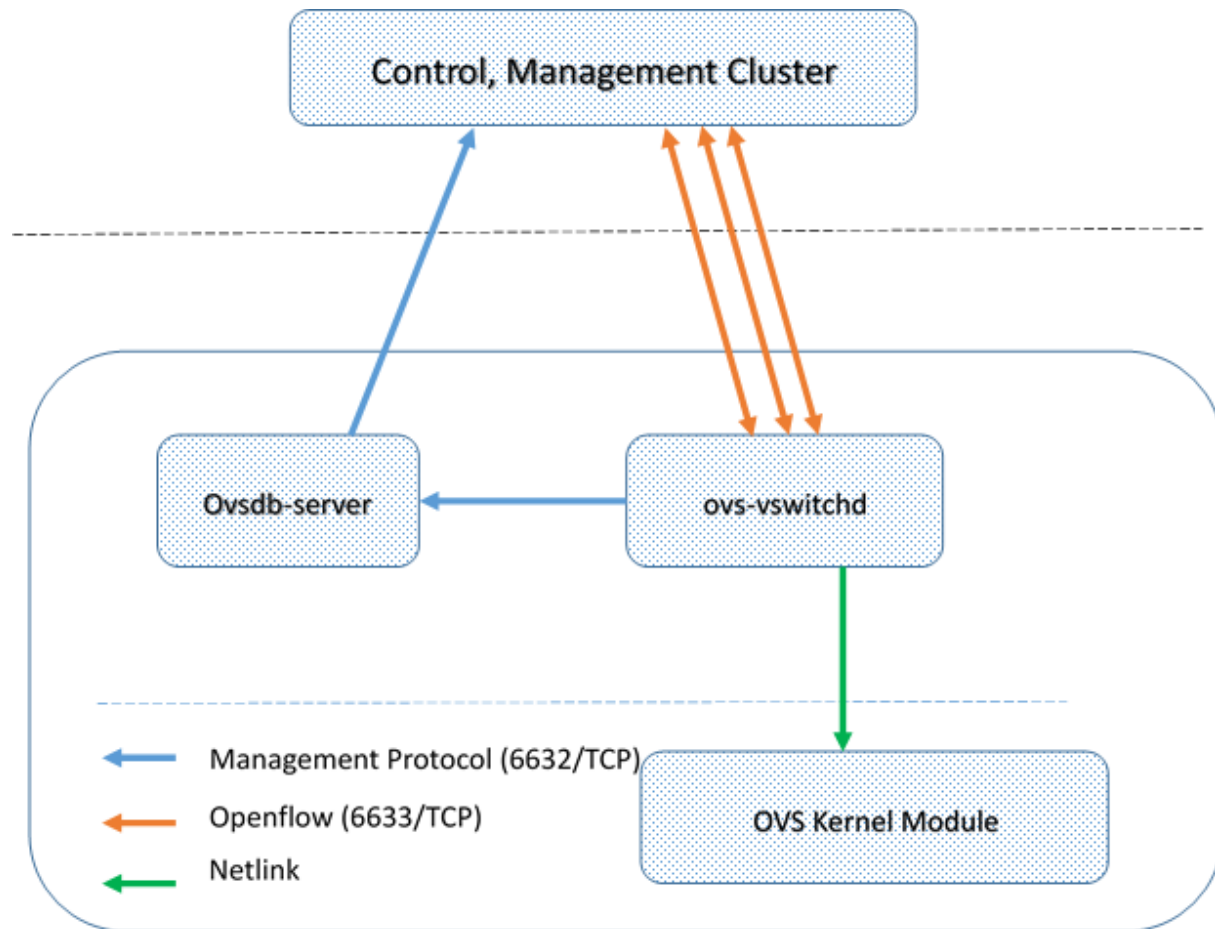 Control, Management Cluster
Ovsdb-server
ovs-vswitchd
Management Protocol (6632/TCP)
Openflow (6633/TCP)
OVS Kernel Module
Netlink